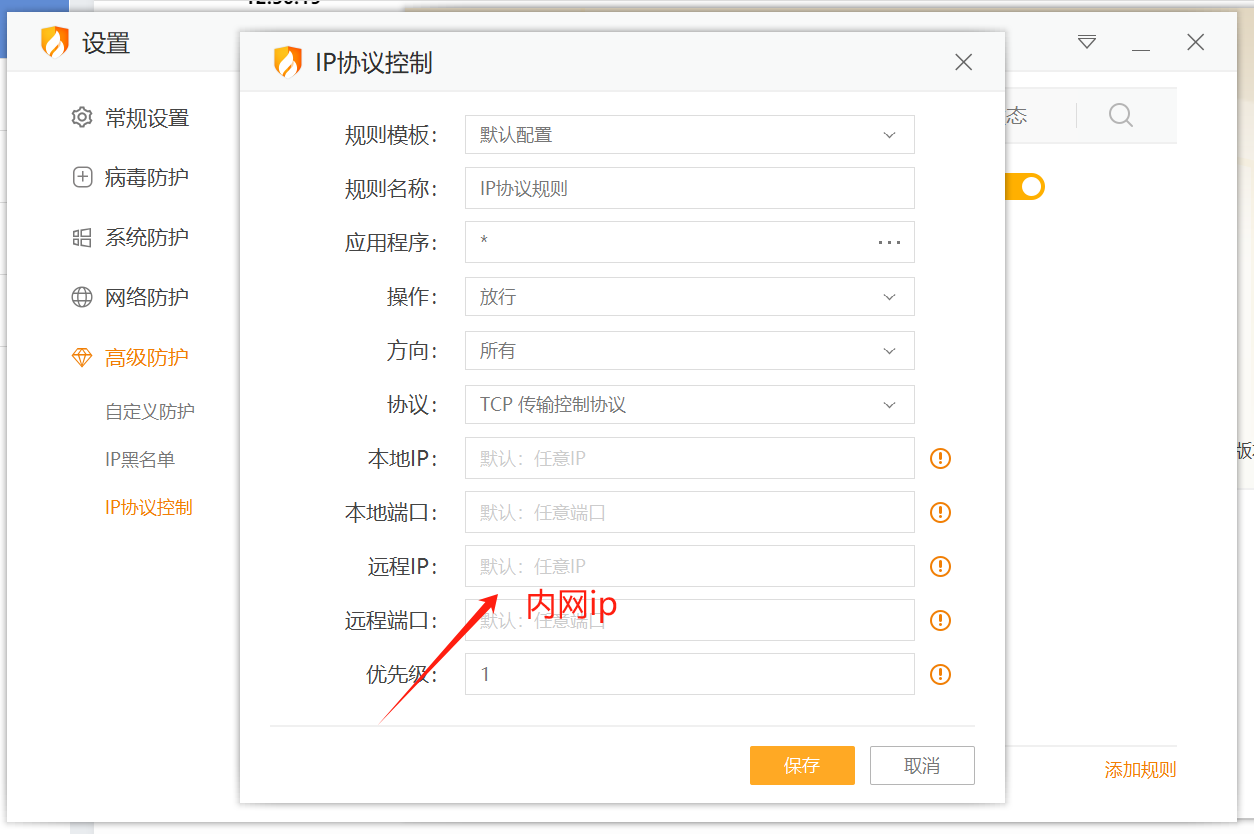 设置
IP协议控制
常规设置
病毒防护
系统防护
网络防护
高级防护
自定义防护
IP黑名单
IP协议控制
规则模板：
默认配置
规则名称：
IP协议规则
应用程序：
*
...
操作：
放行
方向：
所有
协议：
TCP 传输控制协议
本地IP：
默认：任意IP
本地端口：
默认：任意端口
远程IP：
默认：任意IP
内网ip
远程端口：
默认：任意端口
优先级：
1
保存
取消
态
添加规则